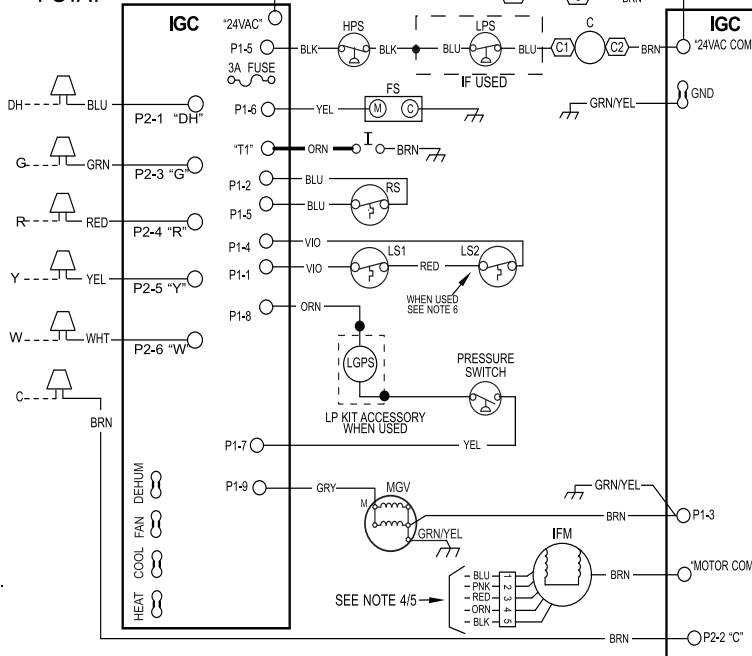 IGC
"24VAC"
P1-5
BLK
HPS
BLK
BLU
LPS
BLU
C1
C
C2
BRN
IGC
"24VAC COM
IF USED
3A FUSE
GND
GRN/YEL
DH
BLU
P2-1 "DH"
P1-6
YEL
FS
M
C
"T1"
ORN
I
BRN
G
GRN
P2-3 "G"
P1-2
BLU
RS
P1-5
BLU
R
RED
P2-4 "R"
P1-4
VIO
LS1
LS2
P1-1
VIO
RED
Y
YEL
P2-5 "Y"
WHEN USED
SEE NOTE 6
P1-8
ORN
W
WHT
P2-6 "W"
LGPS
PRESSURE
SWITCH
LP KIT ACCESSORY
WHEN USED
C
BRN
P1-7
YEL
P1-9
GRY
MGV
M
GRN/YEL
GRN/YEL
BRN
P1-3
DEHUM
FAN
COOL
HEAT
IFM
BRN
"MOTOR COM
SEE NOTE 4/5
BLU 1
PNK 2
RED 3
ORN 4
BLK 5
BRN
P2-2 "C"